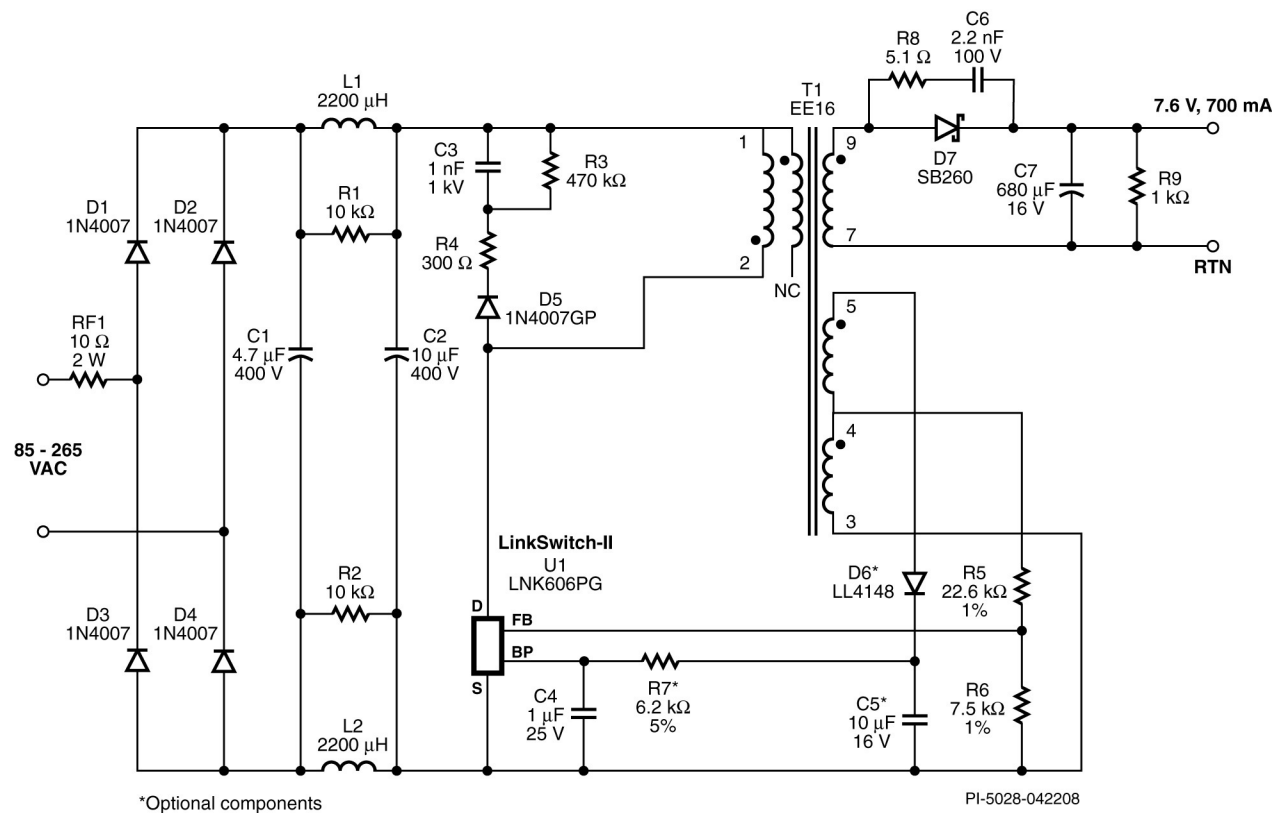 C6
2.2 nF
100 V
R8
5.1 Ω
L1
2200 μH
T1
EE16
7.6 V, 700 mA
1
9
C3
1 nF
1 kV
R3
470 kΩ
D7
SB260
C7
680 μF
16 V
R9
1 kΩ
R1
10 kΩ
D1
1N4007
D2
1N4007
R4
300 Ω
2
7
NC
RTN
D5
1N4007GP
5
RF1
10 Ω
2 W
C1
4.7 μF
400 V
C2
10 μF
400 V
4
85 - 265
VAC
3
LinkSwitch-II
U1
LNK606PG
R2
10 kΩ
D6*
LL4148
R5
22.6 kΩ
1%
D
FB
BP
S
D3
1N4007
D4
1N4007
C4
1 μF
25 V
R7*
6.2 kΩ
5%
C5*
10 μF
16 V
R6
7.5 kΩ
1%
L2
2200 μH
*Optional components
PI-5028-042208